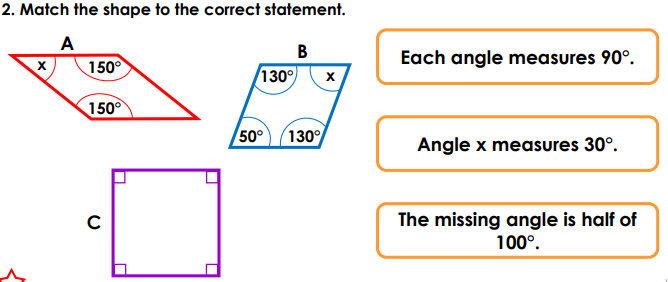 2. Match the shape to the correct statement.
A
x
150°
150°
B
130°
x
50°
130°
C
Each angle measures 90°.
Angle x measures 30°.
The missing angle is half of
100°.